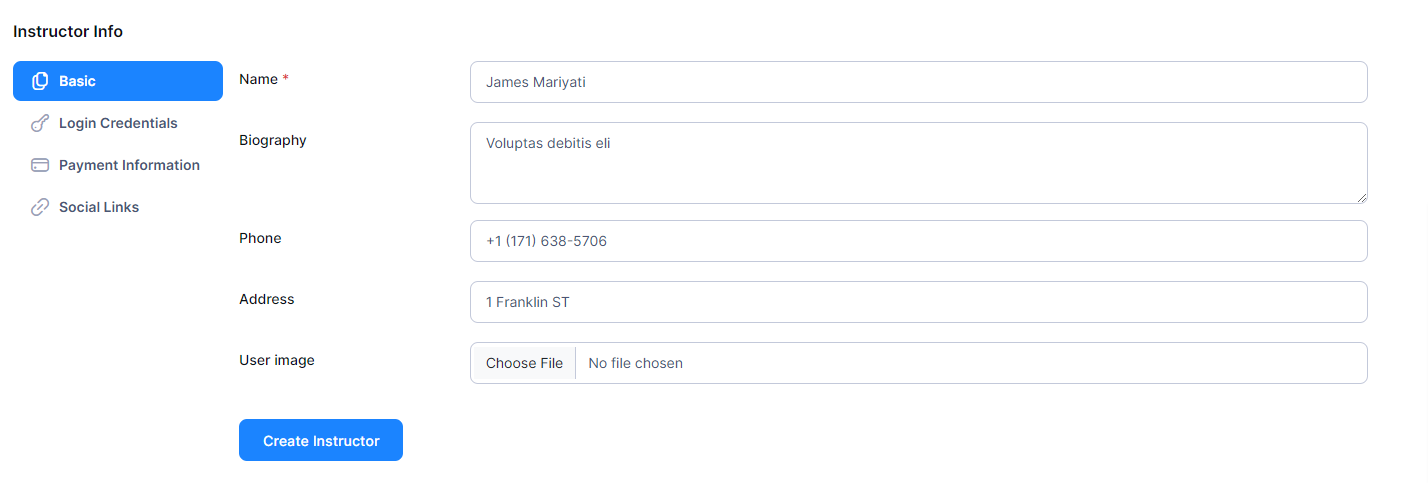 Instructor Info
Basic
Login Credentials
Payment Information
Social Links
Name *
James Mariyati
Biography
Voluptas debitis eli
Phone
+1 (171) 638-5706
Address
1 Franklin ST
User image
Choose File No file chosen
Create Instructor